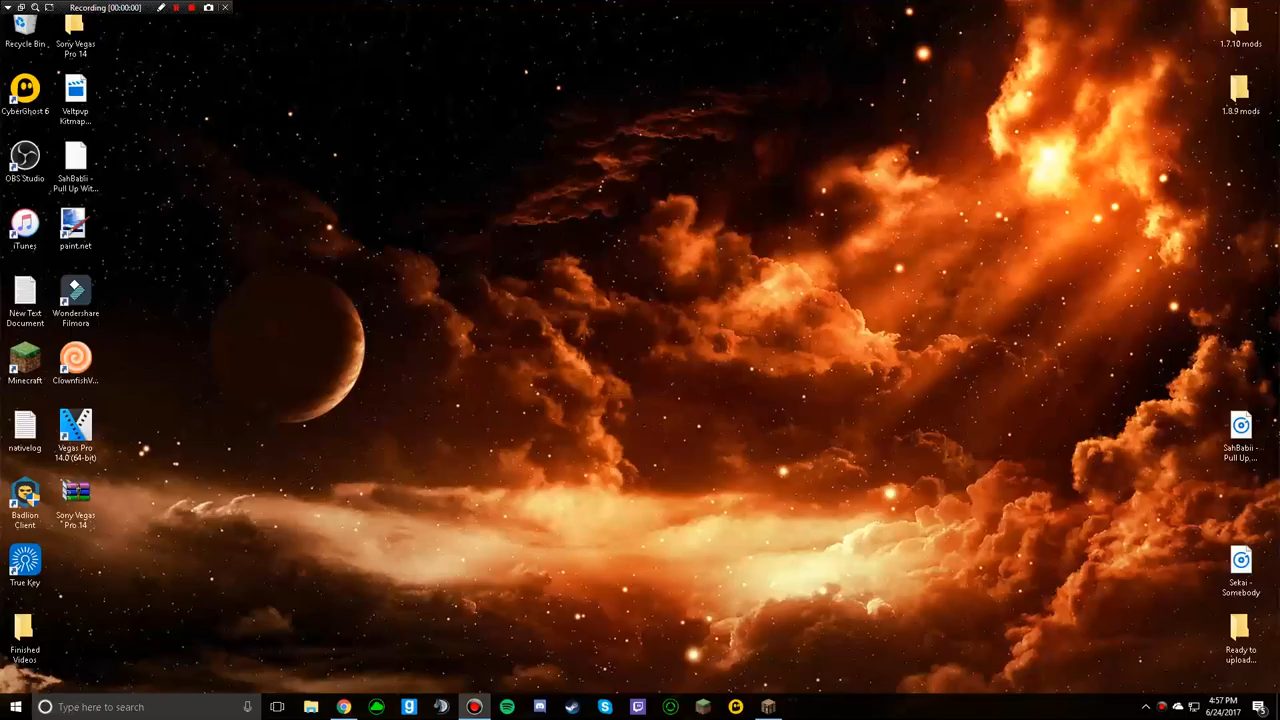 Recording [00:00:00]
Recycle Bin
Sony Vegas
Pro 14
CyberGhost 6
Veltpvp
Kitmap...
OBS Studio
SahBabii -
Pull Up Wit...
iTunes
paint.net
New Text
Document
Wondershare
Filmora
Minecraft
ClownfishV...
nativelog
Vegas Pro
14.0 (64-bit)
Badlion
Client
Sony Vegas
Pro 14
True Key
Finished
Videos
1.7.10 mods
1.8.9 mods
SahBabii -
Pull Up...
Sekai -
Somebody
Ready to
upload...
Type here to search
4:57 PM
6/24/2017
5